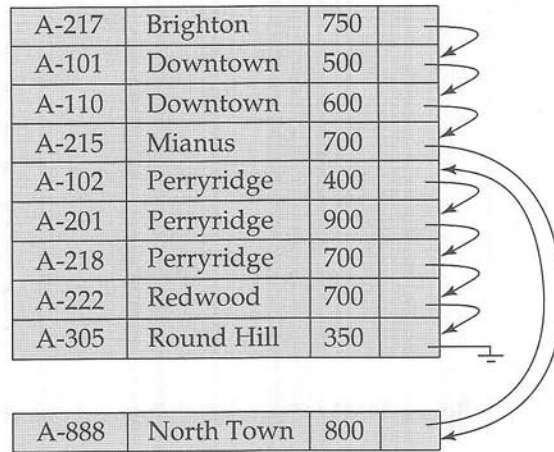 A-217 Brighton 750
A-101 Downtown 500
A-110 Downtown 600
A-215 Mianus 700
A-102 Perryridge 400
A-201 Perryridge 900
A-218 Perryridge 700
A-222 Redwood 700
A-305 Round Hill 350
A-888 North Town 800